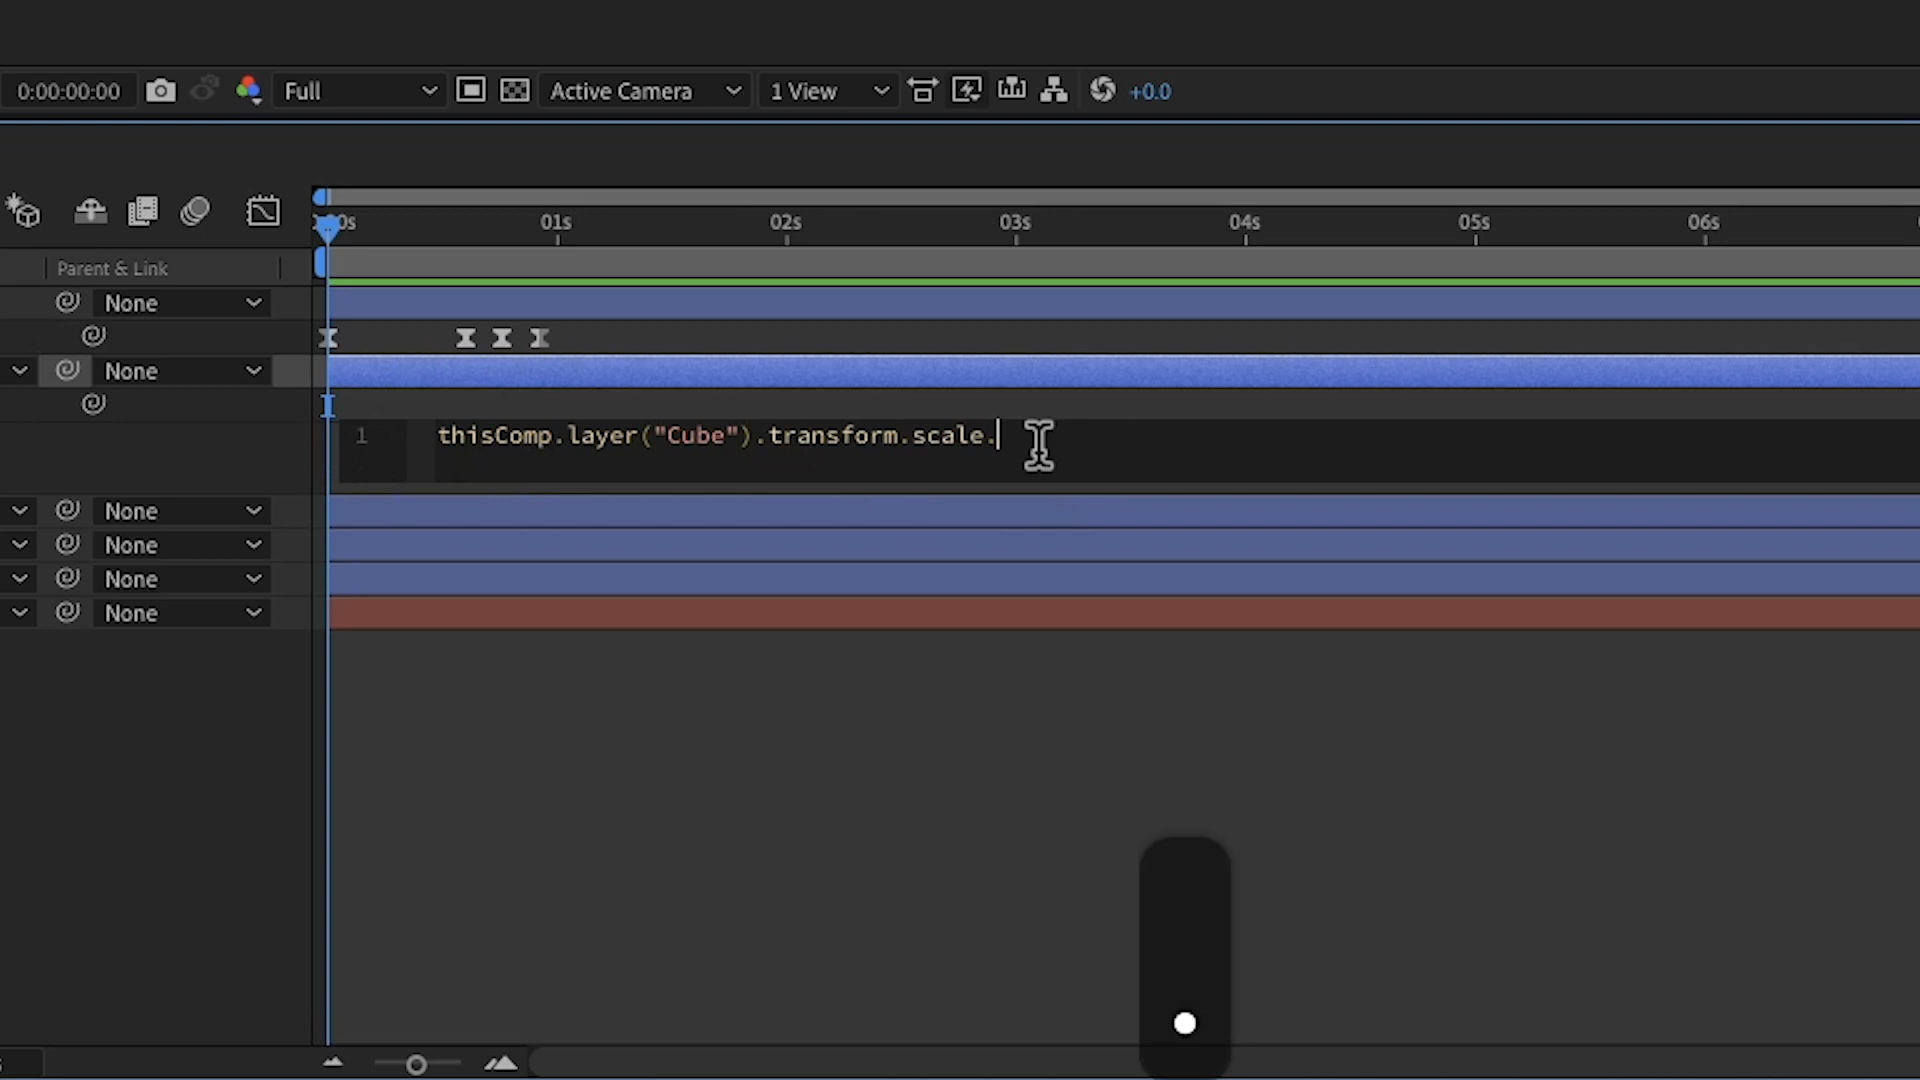 0:00:00:00 Full Active Camera 1 View +0.0
01s 02s 03s 04s 05s 06s
Parent & Link
None
None
1 thisComp.layer("Cube").transform.scale.
None
None
None
None